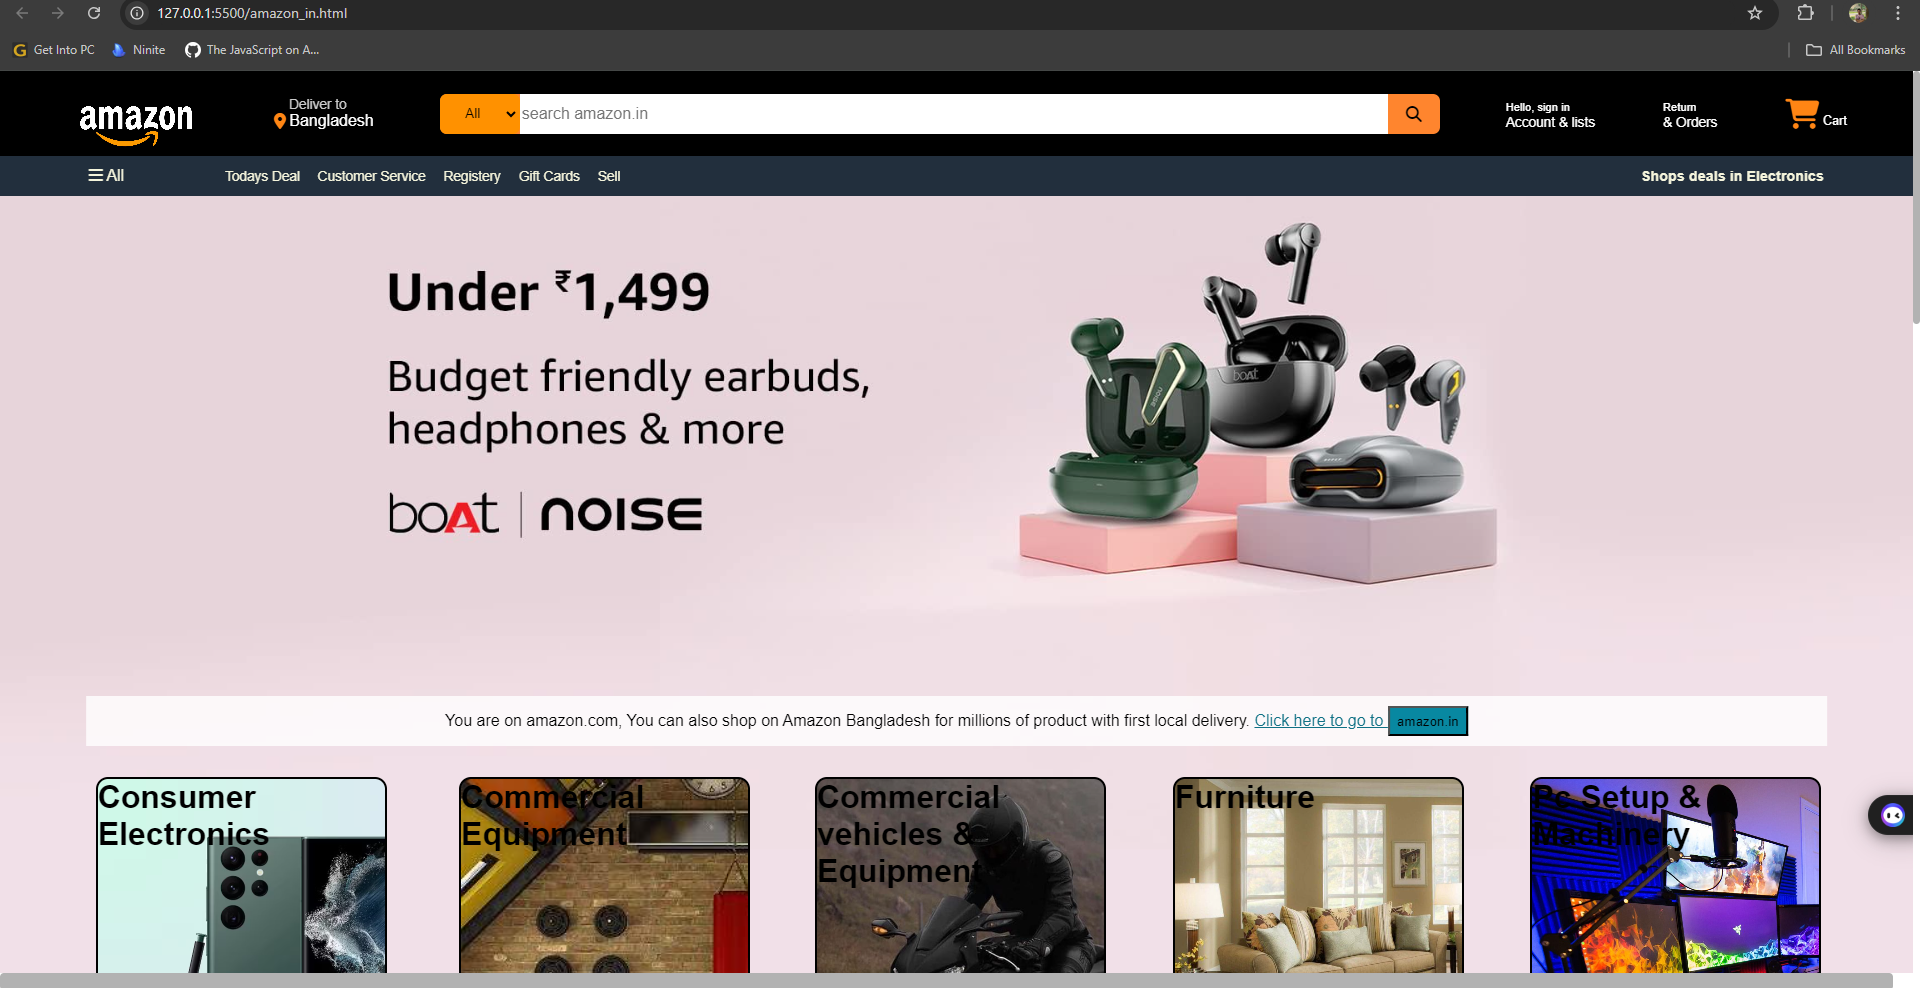 127.0.0.1:5500/amazon_in.html
Get Into PC
Ninite
The JavaScript on A...
All Bookmarks
amazon
Deliver to
Bangladesh
All
search amazon.in
Hello, sign in
Account & lists
Return
& Orders
Cart
All
Todays Deal
Customer Service
Registery
Gift Cards
Sell
Shops deals in Electronics
Under ₹1,499
Budget friendly earbuds,
headphones & more
boAt
NOISE
boAt
NOISE
You are on amazon.com, You can also shop on Amazon Bangladesh for millions of product with first local delivery. Click here to go to amazon.in
Consumer
Electronics
Commercial
Equipment
Commercial
vehicles &
Equipment
Furniture
Pc Setup &
Machinery